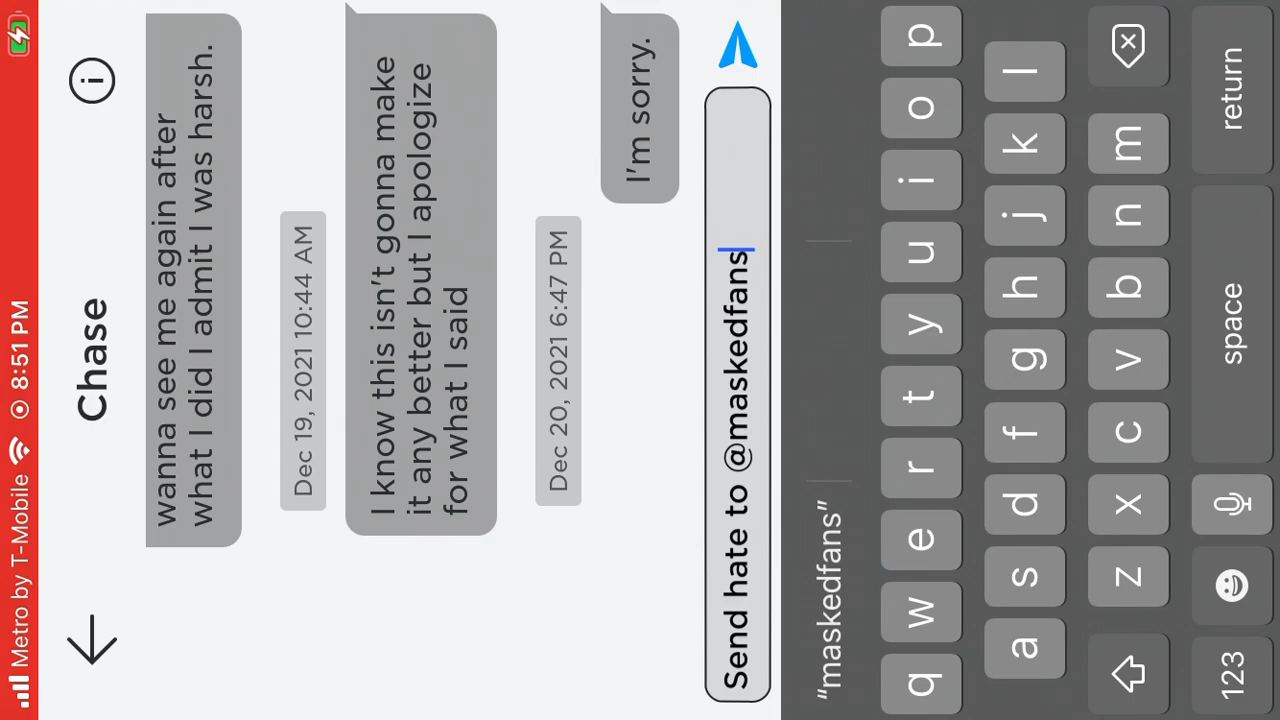 Metro by T-Mobile 8:51 PM
Chase
wanna see me again after
what I did I admit I was harsh.
Dec 19, 2021 10:44 AM
I know this isn't gonna make
it any better but I apologize
for what I said
Dec 20, 2021 6:47 PM
I'm sorry.
Send hate to @maskedfans
"maskedfans"
q w e r t y u i o p
a s d f g h j k l
z x c v b n m
123 space return